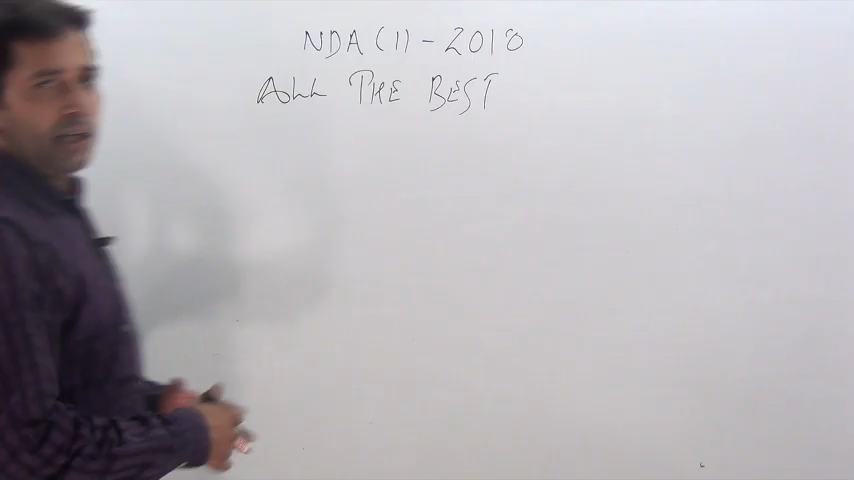 NDA (1) - 2018
ALL THE BEST